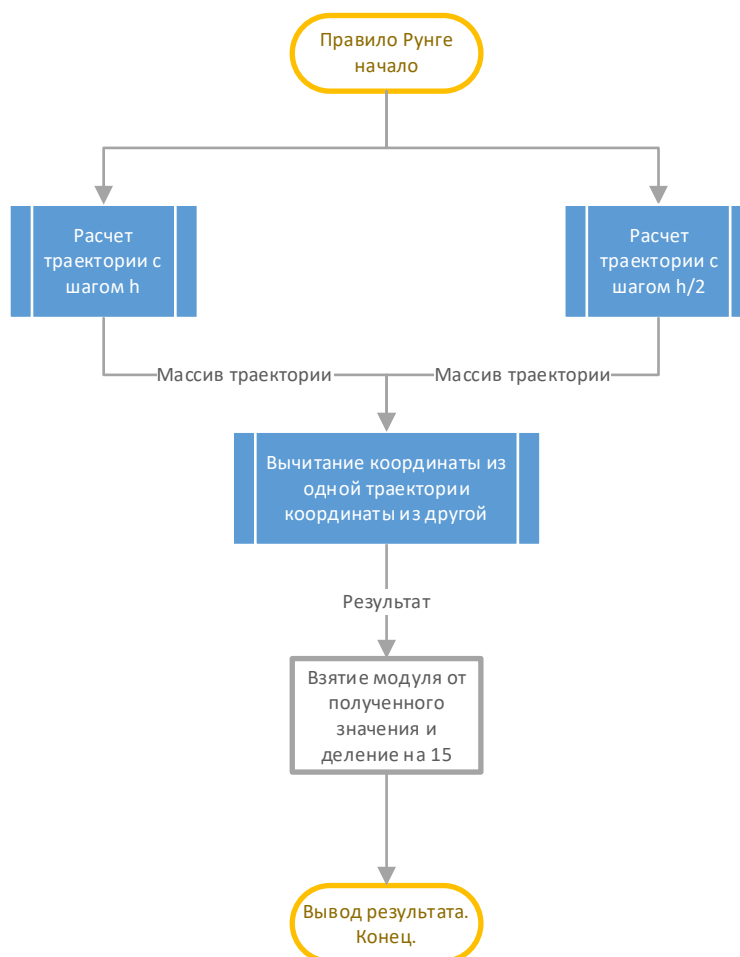 Правило Рунге
начало
Расчет
траектории с
шагом h
Расчет
траектории с
шагом h/2
Массив траектории
Массив траектории
Вычитание координаты из
одной траектории
координаты из другой
Результат
Взятие модуля от
полученного
значения и
деление на 15
Вывод результата.
Конец.